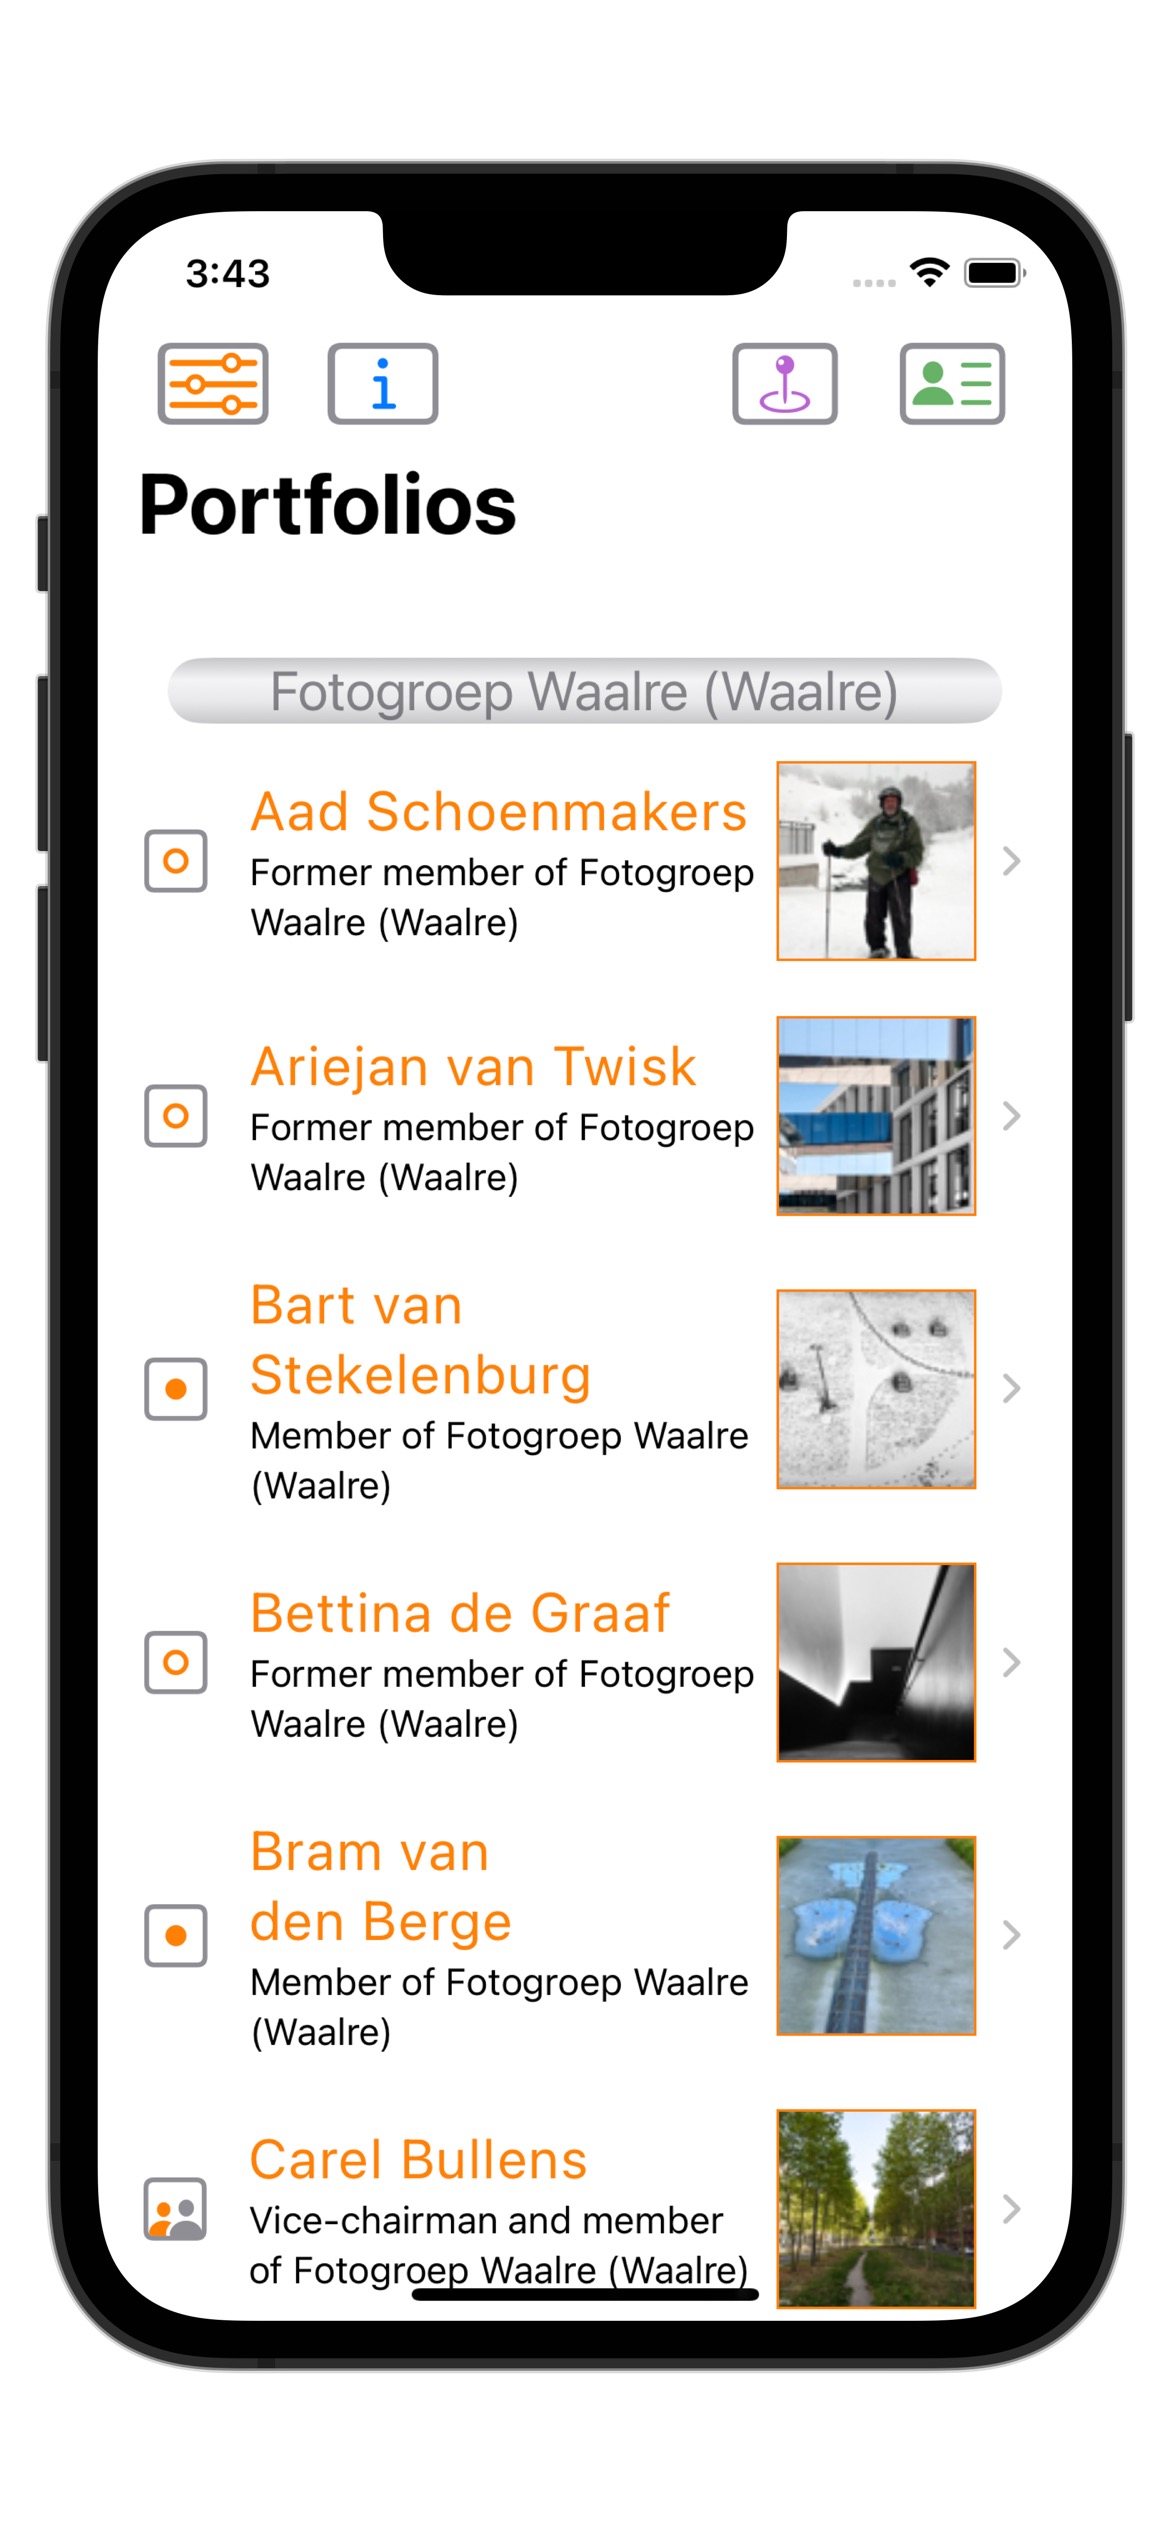 3:43
i
Portfolios
Fotogroep Waalre (Waalre)
Aad Schoenmakers
Former member of Fotogroep
Waalre (Waalre)
Ariejan van Twisk
Former member of Fotogroep
Waalre (Waalre)
Bart van
Stekelenburg
Member of Fotogroep Waalre
(Waalre)
Bettina de Graaf
Former member of Fotogroep
Waalre (Waalre)
Bram van
den Berge
Member of Fotogroep Waalre
(Waalre)
Carel Bullens
Vice-chairman and member
of Fotogroep Waalre (Waalre)